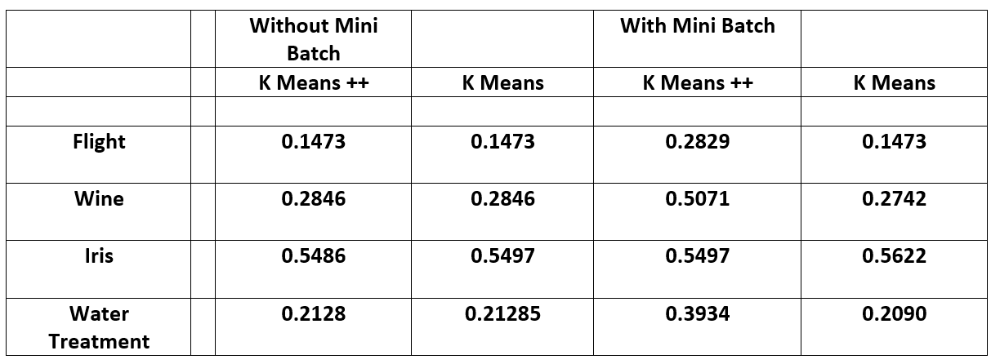 Without Mini Batch With Mini Batch
K Means ++ K Means K Means ++ K Means
Flight 0.1473 0.1473 0.2829 0.1473
Wine 0.2846 0.2846 0.5071 0.2742
Iris 0.5486 0.5497 0.5497 0.5622
Water Treatment 0.2128 0.21285 0.3934 0.2090